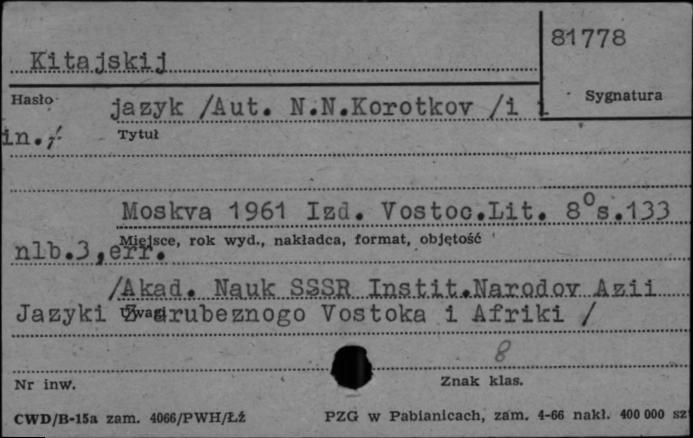 81778
Kitajskij
Hasło
jazyk /Aut. N.N.Korotkov /i i
Sygnatura
in./-
Tytuł
Moskva 1961 Izd. Vostoc.Lit. 8°s.133
Miejsce, rok wyd., nakładca, format, objętość
nlb.3,err.
/Akad. Nauk SSSR Instit.Narodov Azii
Uwagi
Jazyki Zarubeznogo Vostoka i Afriki /
8
Nr inw.
Znak klas.
CWD/B-15a zam. 4066/PWH/Łź
PZG w Pabianicach, zam. 4-66 nakł. 400 000 sz